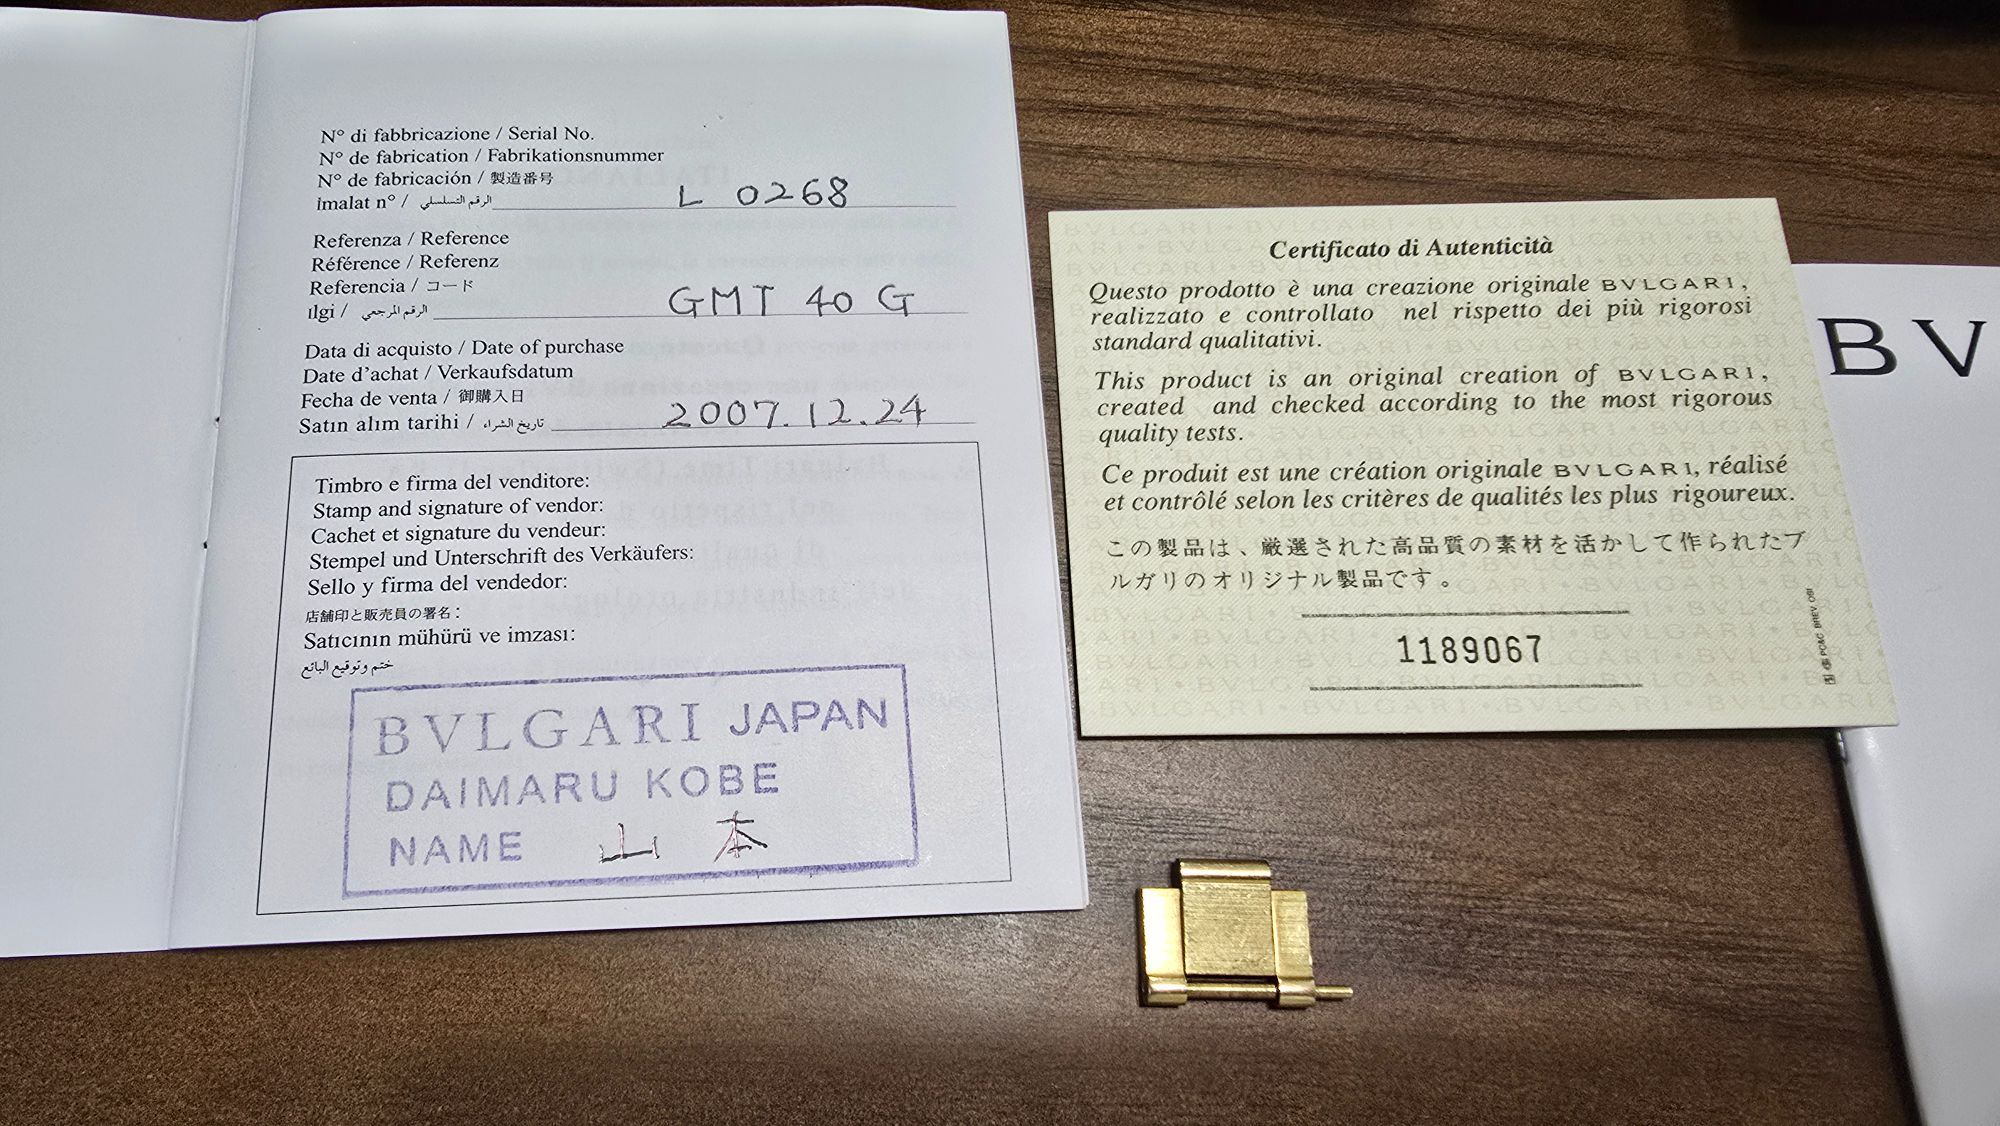 N° di fabbricazione / Serial No.
N° de fabrication / Fabrikationsnummer
N° de fabricación / 製造番号
İmalat n° / الرقم التسلسلي L 0268
Referenza / Reference
Référence / Referenz
Referencia / コード
ılgi / الرقم المرجعي GMT 40 G
Data di acquisto / Date of purchase
Date d'achat / Verkaufsdatum
Fecha de venta / 御購入日
Satın alım tarihi / تاريخ الشراء 2007.12.24
Timbro e firma del venditore:
Stamp and signature of vendor:
Cachet et signature du vendeur:
Stempel und Unterschrift des Verkäufers:
Sello y firma del vendedor:
店舗印と販売員の署名：
Satıcının mühürü ve imzası:
ختم وتوقيع البائع
BVLGARI JAPAN
DAIMARU KOBE
NAME 山本
Certificato di Autenticità
Questo prodotto è una creazione originale BVLGARI,
realizzato e controllato nel rispetto dei più rigorosi
standard qualitativi.
This product is an original creation of BVLGARI,
created and checked according to the most rigorous
quality tests.
Ce produit est une création originale BVLGARI, réalisé
et contrôlé selon les critères de qualités les plus rigoureux.
この製品は、厳選された高品質の素材を活かして作られたブ
ルガリのオリジナル製品です。
1189067
PC&C BREV. OSI
BV